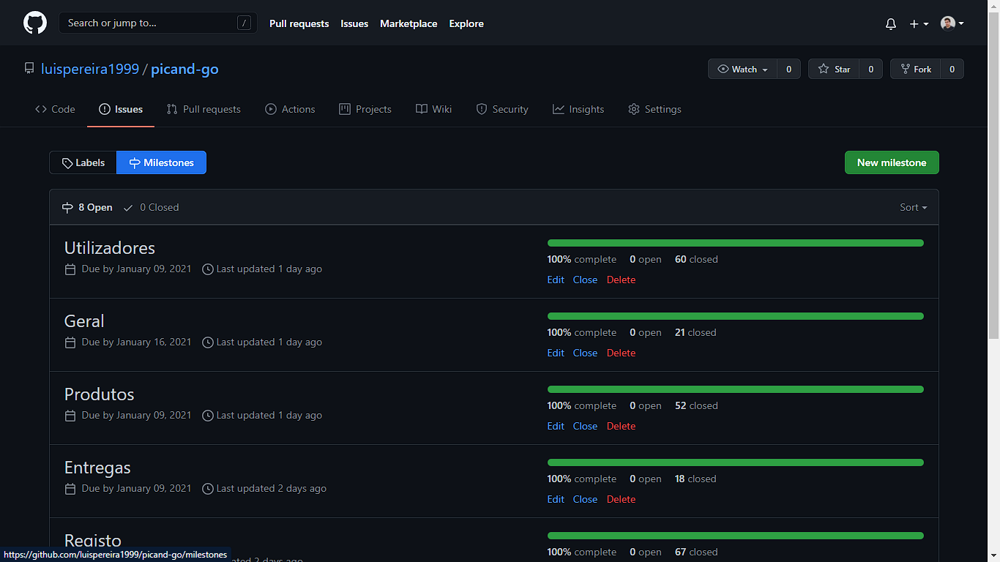 Search or jump to... / Pull requests Issues Marketplace Explore
luispereira1999 / picand-go Watch 0 Star 0 Fork 0
Code Issues Pull requests Actions Projects Wiki Security Insights Settings
Labels Milestones New milestone
8 Open 0 Closed Sort
Utilizadores
Due by January 09, 2021 Last updated 1 day ago
100% complete 0 open 60 closed
Edit Close Delete
Geral
Due by January 16, 2021 Last updated 1 day ago
100% complete 0 open 21 closed
Edit Close Delete
Produtos
Due by January 09, 2021 Last updated 1 day ago
100% complete 0 open 52 closed
Edit Close Delete
Entregas
Due by January 09, 2021 Last updated 2 days ago
100% complete 0 open 18 closed
Edit Close Delete
Registo
100% complete 0 open 67 closed
https://github.com/luispereira1999/picand-go/milestones
2 days ago